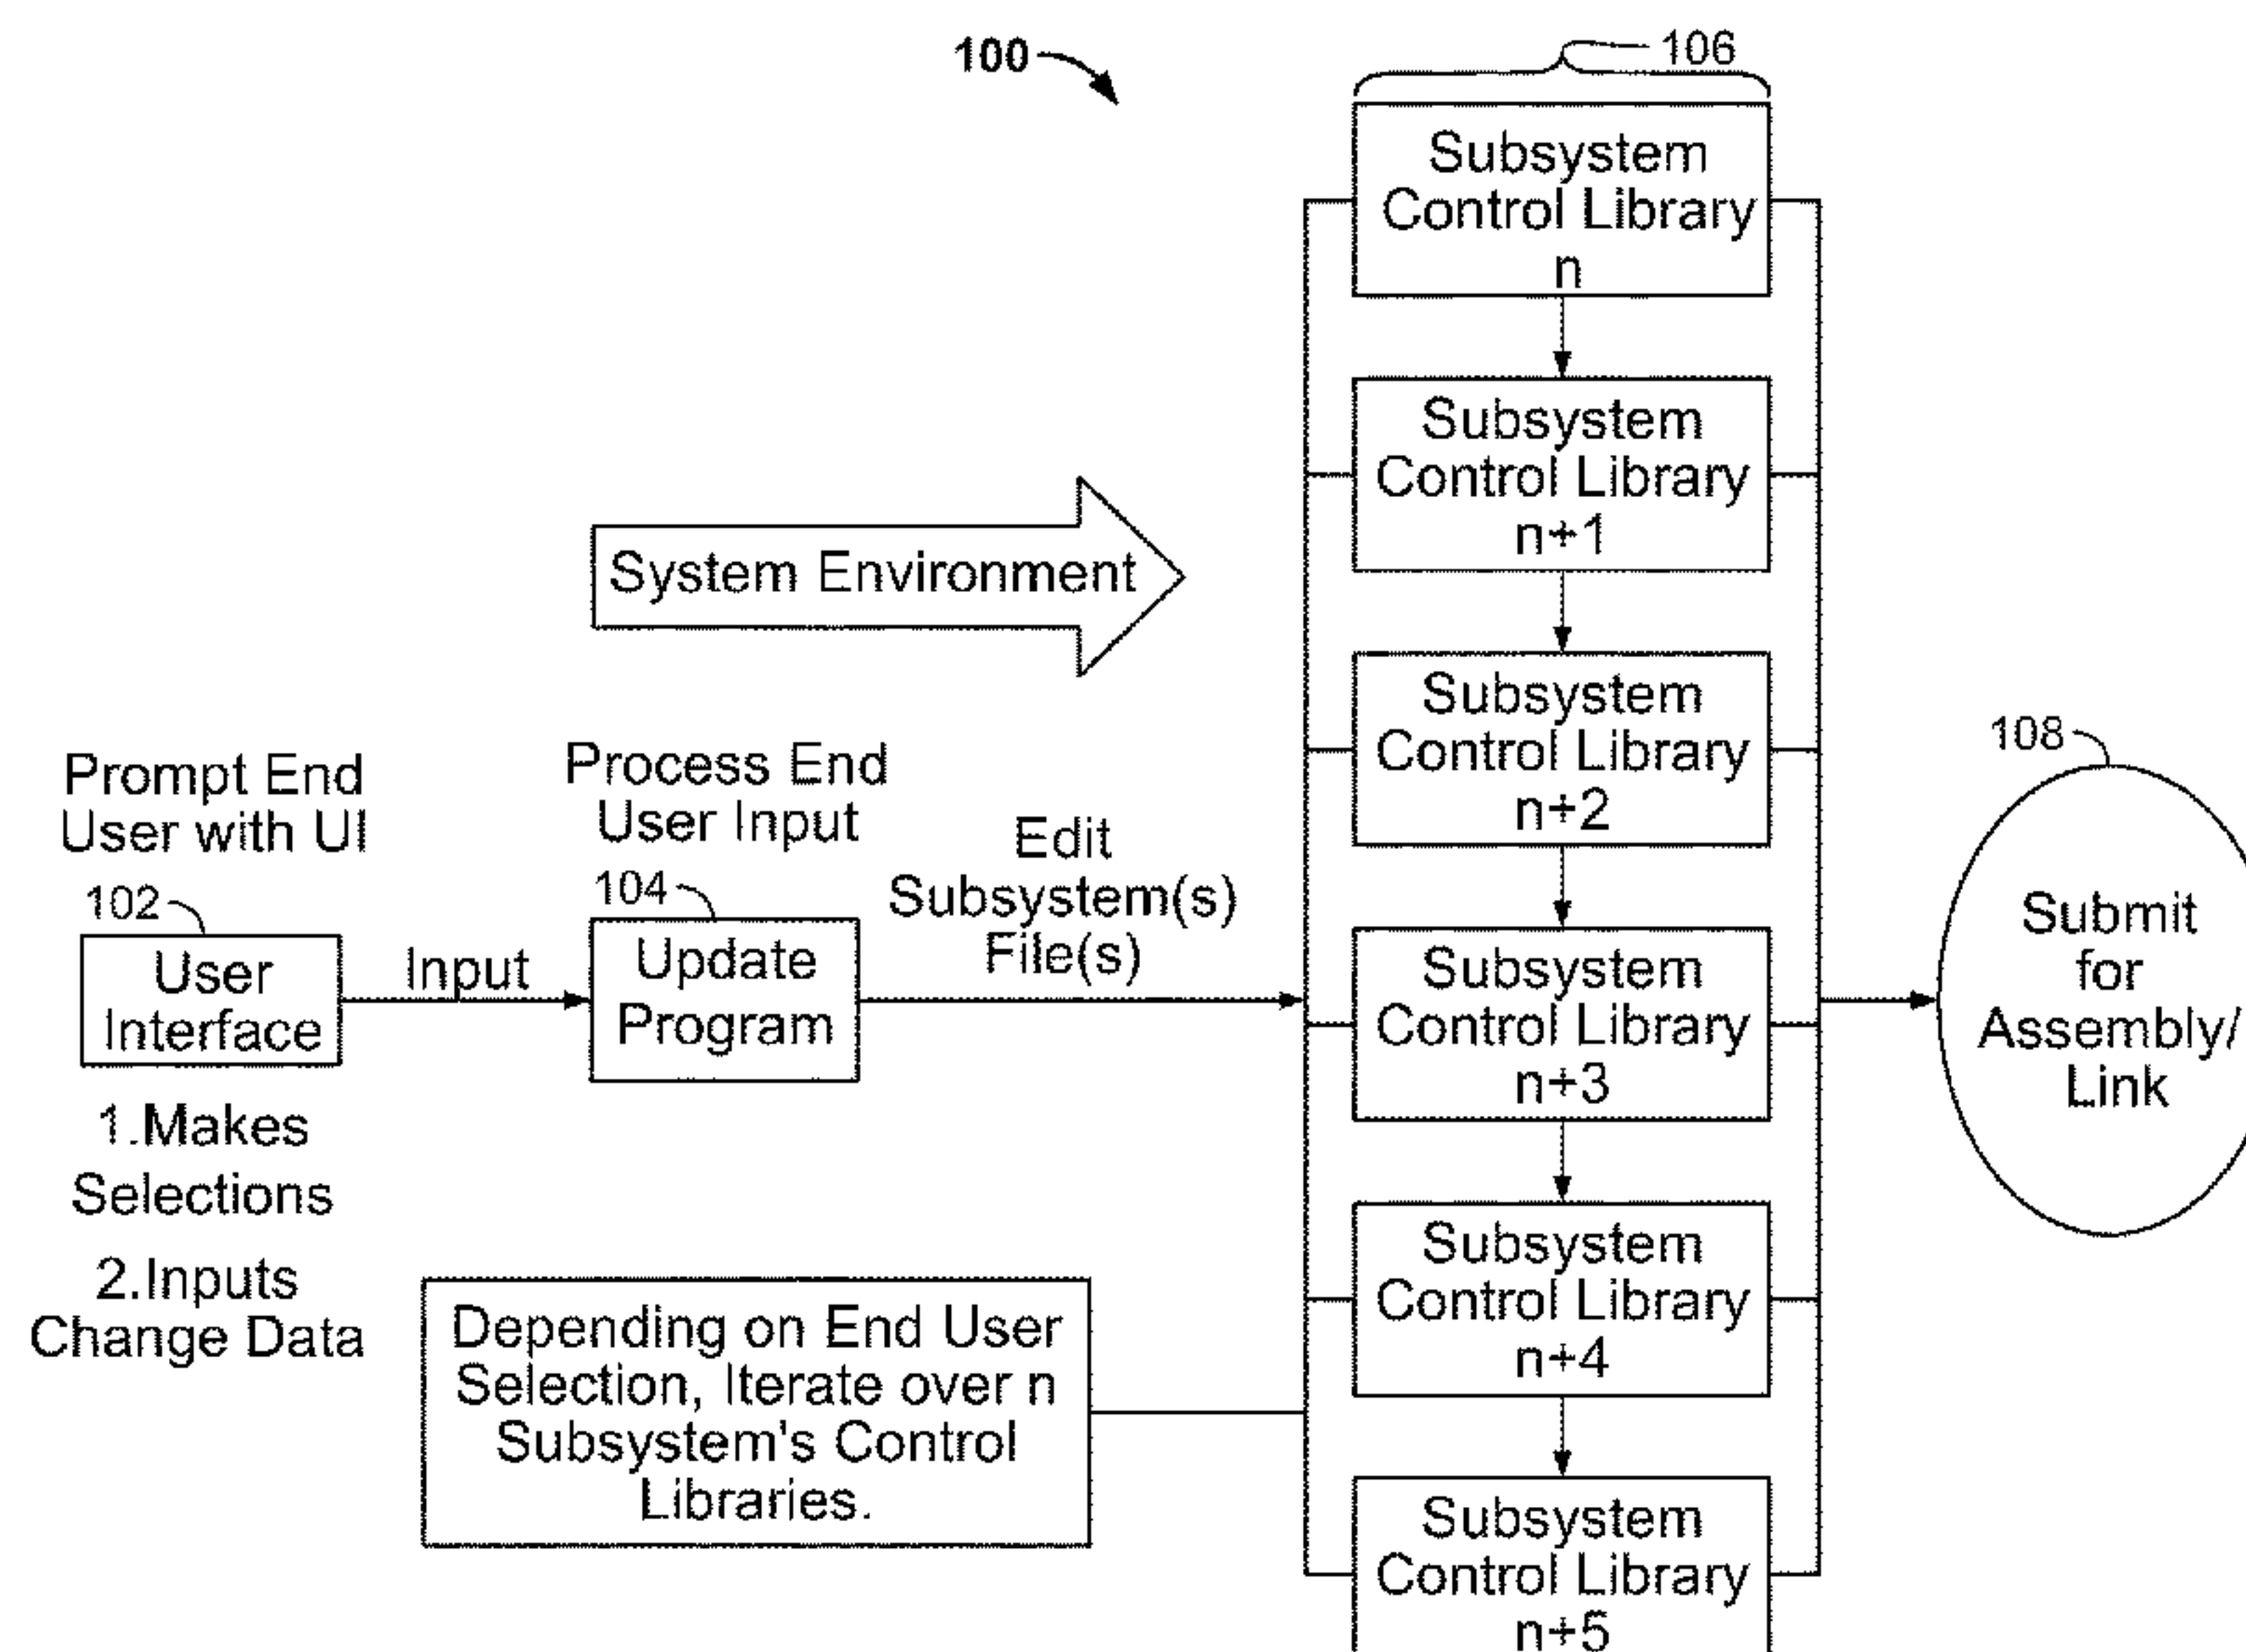 100
106
Subsystem
Control Library
n
Subsystem
Control Library
n+1
System Environment
Subsystem
Control Library
n+2
108
Prompt End
User with UI
Process End
User Input
Edit
Subsystem(s)
File(s)
102
User
Interface
Input
104
Update
Program
Subsystem
Control Library
n+3
Submit
for
Assembly/
Link
1.Makes
Selections
2.Inputs
Change Data
Depending on End User
Selection, Iterate over n
Subsystem's Control
Libraries.
Subsystem
Control Library
n+4
Subsystem
Control Library
n+5